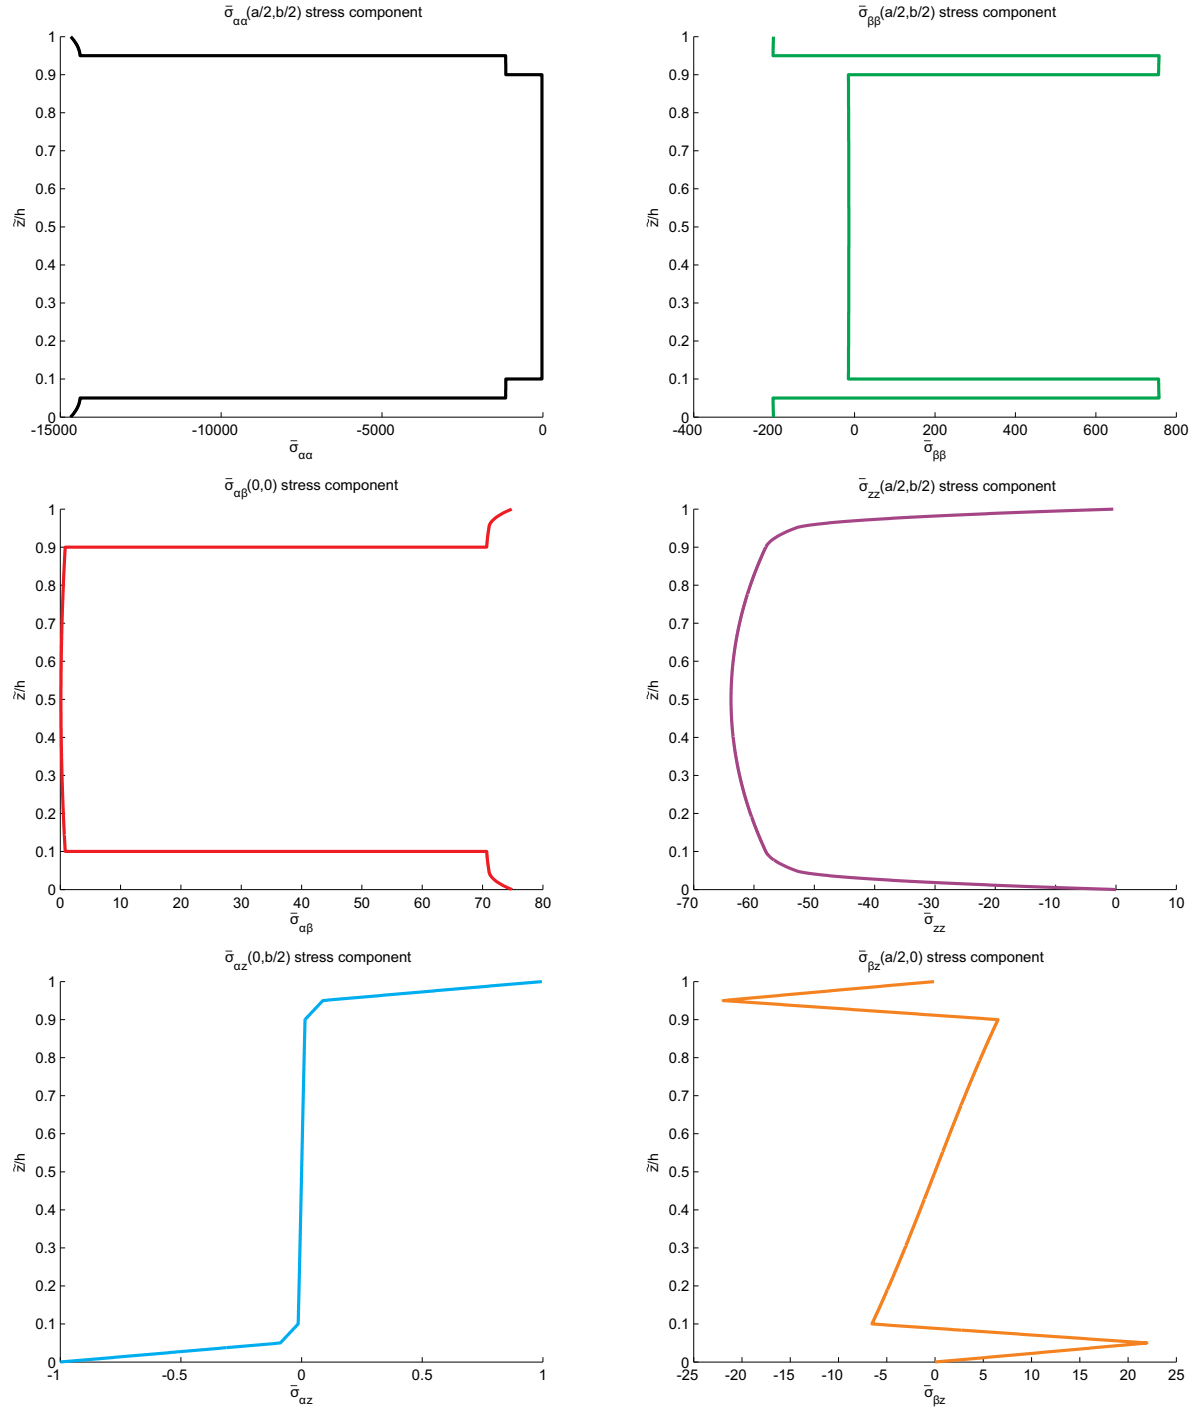 σ̄αα(a/2,b/2) stress component
1
0.9
0.8
0.7
0.6
0.5
0.4
0.3
0.2
0.1
0
z̃/h
-15000 -10000 -5000 0
σ̄αα
σ̄ββ(a/2,b/2) stress component
1
0.9
0.8
0.7
0.6
0.5
0.4
0.3
0.2
0.1
0
z̃/h
-400 -200 0 200 400 600 800
σ̄ββ
σ̄αβ(0,0) stress component
1
0.9
0.8
0.7
0.6
0.5
0.4
0.3
0.2
0.1
0
z̃/h
0 10 20 30 40 50 60 70 80
σ̄αβ
σ̄zz(a/2,b/2) stress component
1
0.9
0.8
0.7
0.6
0.5
0.4
0.3
0.2
0.1
0
z̃/h
-70 -60 -50 -40 -30 -20 -10 0 10
σ̄zz
σ̄αz(0,b/2) stress component
1
0.9
0.8
0.7
0.6
0.5
0.4
0.3
0.2
0.1
0
z̃/h
-1 -0.5 0 0.5 1
σ̄αz
σ̄βz(a/2,0) stress component
1
0.9
0.8
0.7
0.6
0.5
0.4
0.3
0.2
0.1
0
z̃/h
-25 -20 -15 -10 -5 0 5 10 15 20 25
σ̄βz